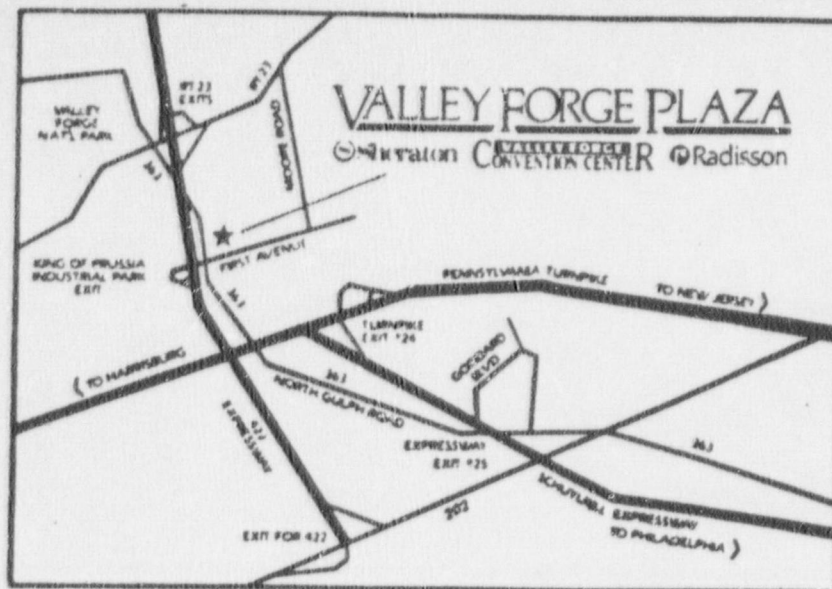 RT 23
EXITS
RT 23
VALLEY
FORGE
NAT'L PARK
MOORE ROAD
VALLEY FORGE PLAZA
Sheraton VALLEY FORGE CONVENTION CENTER Radisson
363
FIRST AVENUE
KING OF PRUSSIA
INDUSTRIAL PARK
EXIT
363
PENNSYLVANIA TURNPIKE
TO NEW JERSEY
TURNPIKE
EXIT #24
TO HARRISBURG
GODDARD
BLVD
363
NORTH GULPH ROAD
422
EXPRESSWAY
EXPRESSWAY
EXIT #25
363
SCHUYLKILL EXPRESSWAY
TO PHILADELPHIA
202
EXIT FOR 422